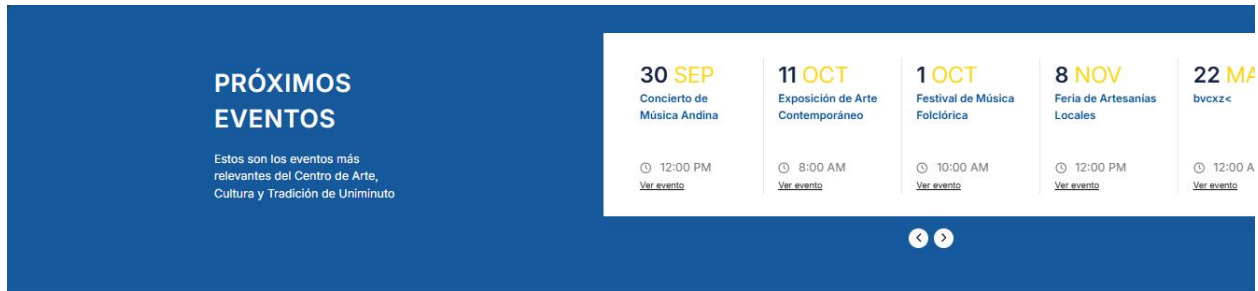 PRÓXIMOS
EVENTOS
Estos son los eventos más
relevantes del Centro de Arte,
Cultura y Tradición de Uniminuto
30 SEP
Concierto de
Música Andina
12:00 PM
Ver evento
11 OCT
Exposición de Arte
Contemporáneo
8:00 AM
Ver evento
1 OCT
Festival de Música
Folclórica
10:00 AM
Ver evento
8 NOV
Feria de Artesanías
Locales
12:00 PM
Ver evento
22 MA
bvcxz<
12:00 A
Ver evento